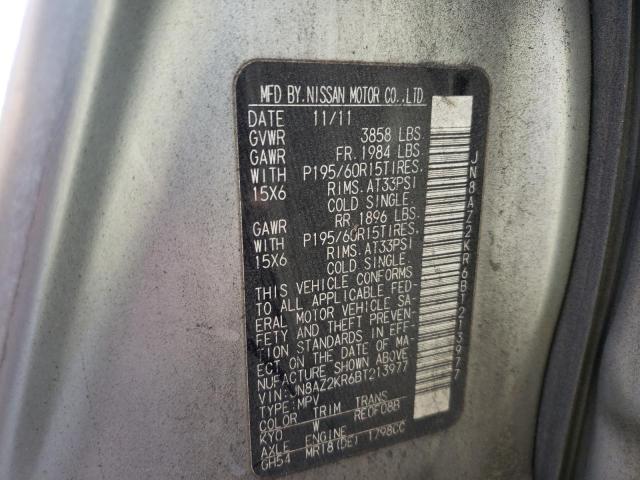 MFD BY. NISSAN MOTOR CO.,LTD.
DATE 11/11
GVWR 3858 LBS.
GAWR FR. 1984 LBS.
WITH P195/60R15TIRES.
15X6 RIMS. AT33PSI
COLD SINGLE.
GAWR RR. 1896 LBS.
WITH P195/60R15TIRES.
15X6 RIMS. AT33PSI
COLD SINGLE.
THIS VEHICLE CONFORMS
TO ALL APPLICABLE FED-
ERAL MOTOR VEHICLE SA-
FETY AND THEFT PREVEN-
TION STANDARDS IN EFF-
ECT ON THE DATE OF MA-
NUFACTURE SHOWN ABOVE.
VIN:JN8AZ2KR6BT213977
TYPE:MPV
COLOR TRIM TRANS
KYO W RE0F08B
AXLE ENGINE
GH54 MR18(DE) 1798CC
JN8AZ2KR6BT213977